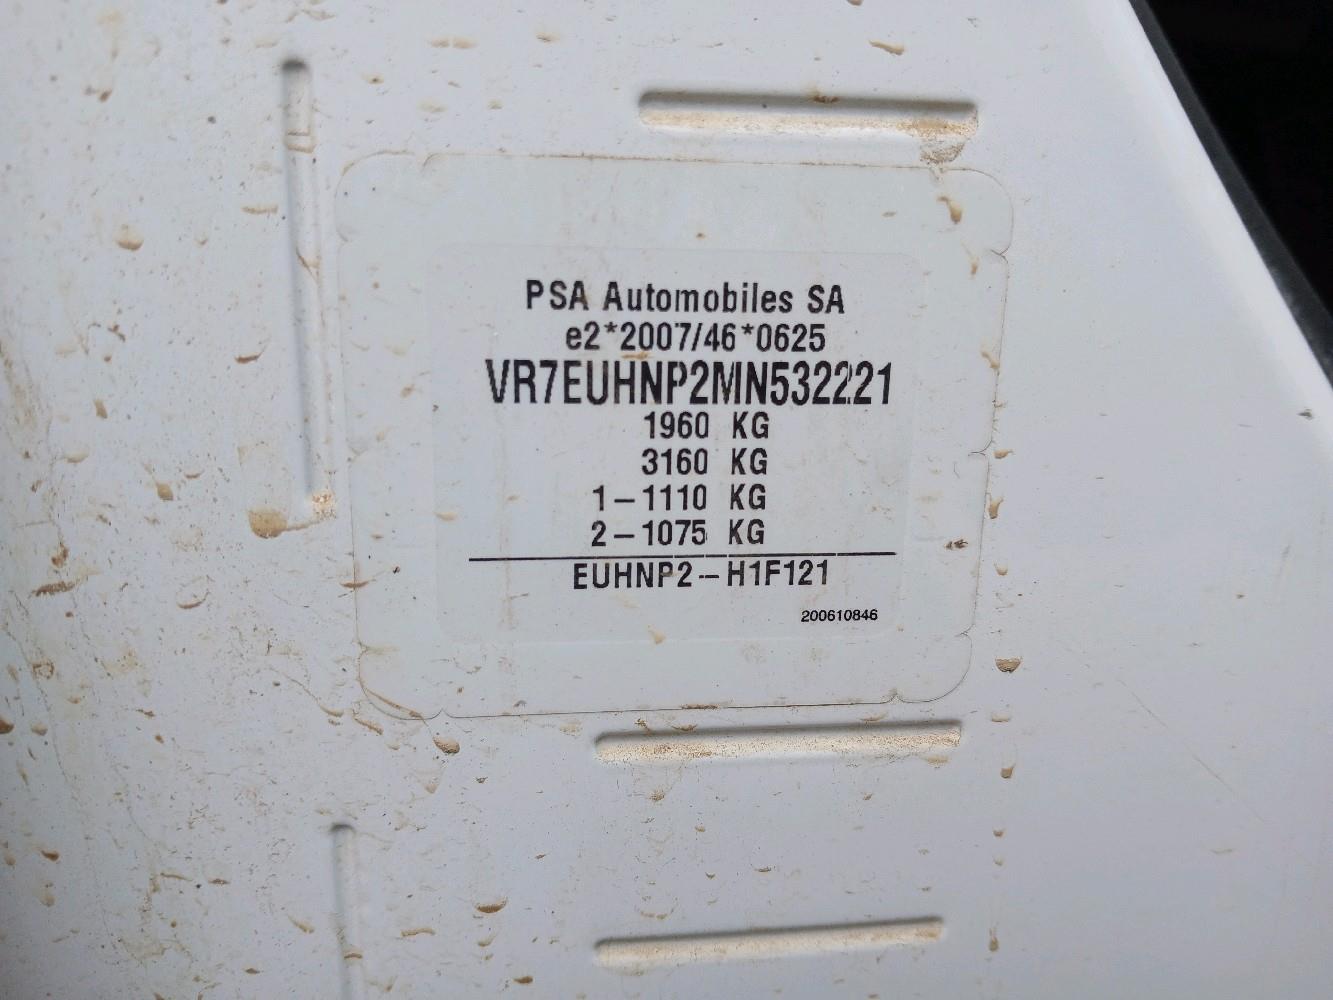 PSA Automobiles SA
e2*2007/46*0625
VR7EUHNP2MN532221
1960 KG
3160 KG
1-1110 KG
2-1075 KG
EUHNP2-H1F121
200610846